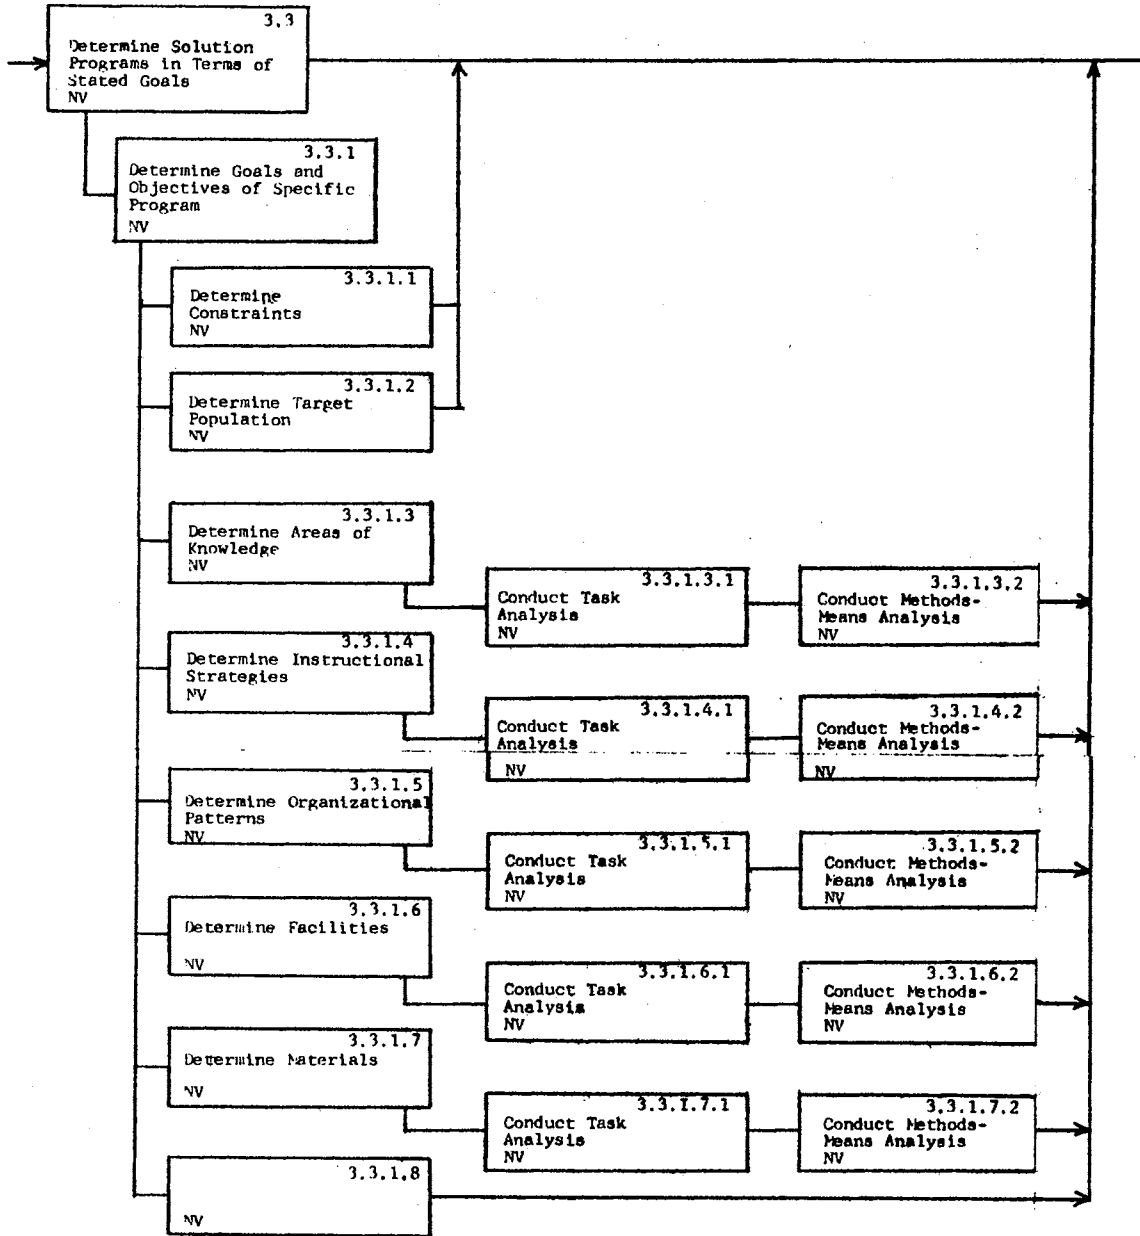 3.3
Determine Solution
Programs in Terms of
Stated Goals
NV
3.3.1
Determine Goals and
Objectives of Specific
Program
NV
3.3.1.1
Determine
Constraints
NV
3.3.1.2
Determine Target
Population
NV
3.3.1.3
Determine Areas of
Knowledge
NV
3.3.1.3.1
Conduct Task
Analysis
NV
3.3.1.3.2
Conduct Methods-
Means Analysis
NV
3.3.1.4
Determine Instructional
Strategies
NV
3.3.1.4.1
Conduct Task
Analysis
NV
3.3.1.4.2
Conduct Methods-
Means Analysis
NV
3.3.1.5
Determine Organizational
Patterns
NV
3.3.1.5.1
Conduct Task
Analysis
NV
3.3.1.5.2
Conduct Methods-
Means Analysis
NV
3.3.1.6
Determine Facilities
NV
3.3.1.6.1
Conduct Task
Analysis
NV
3.3.1.6.2
Conduct Methods-
Means Analysis
NV
3.3.1.7
Determine Materials
NV
3.3.1.7.1
Conduct Task
Analysis
NV
3.3.1.7.2
Conduct Methods-
Means Analysis
NV
3.3.1.8
NV